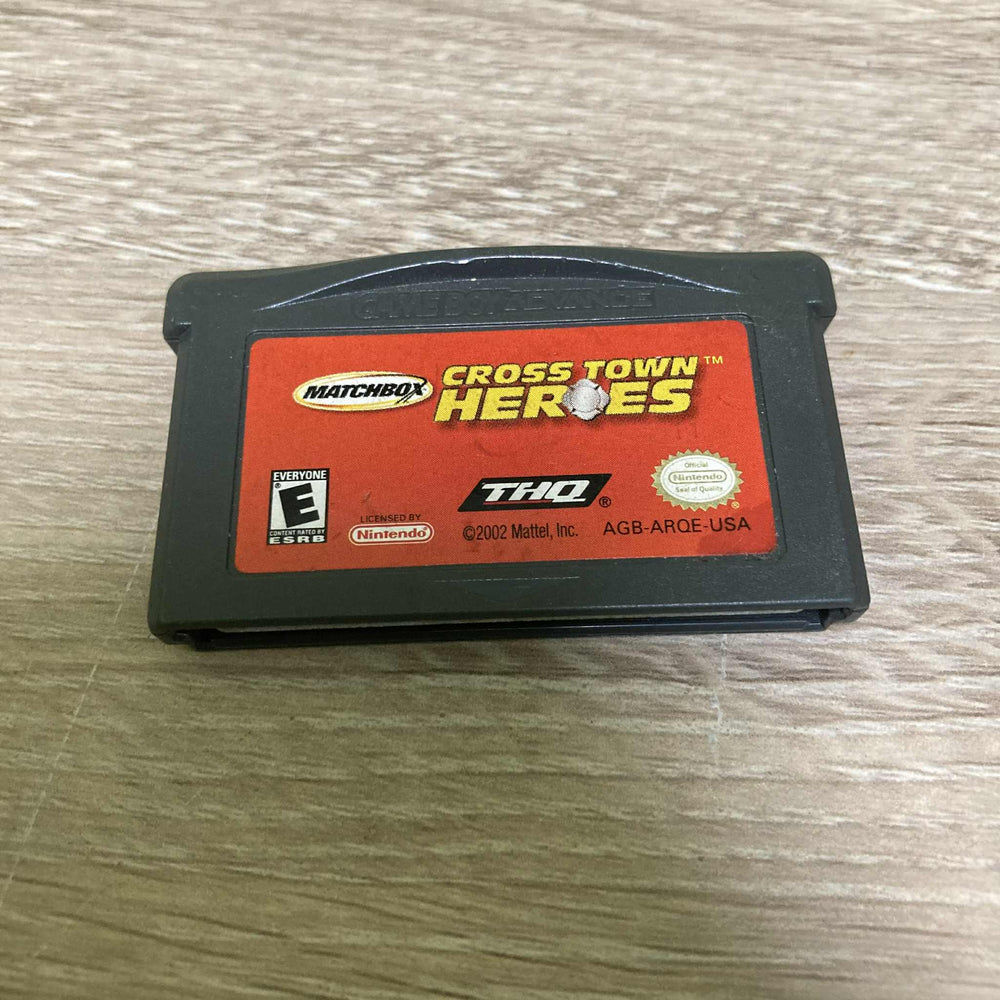 GAME BOY ADVANCE
MATCHBOX
CROSS TOWN™
HEROES
EVERYONE
E
®
CONTENT RATED BY
ESRB
LICENSED BY
Nintendo
THQ®
©2002 Mattel, Inc.
Official
Nintendo
Seal of Quality
®
AGB-ARQE-USA